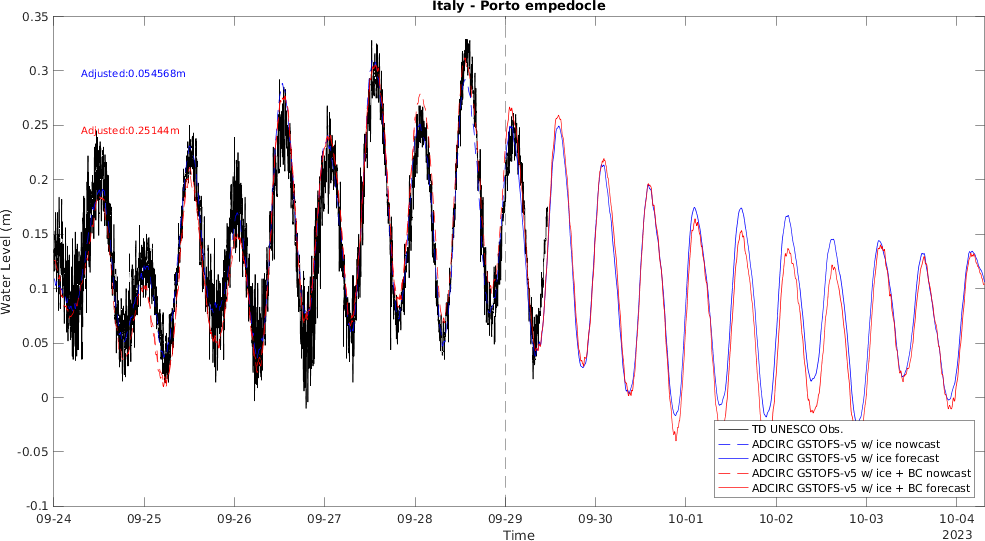 Italy - Porto empedocle
0.35
0.3
0.25
0.2
0.15
0.1
0.05
0
-0.05
-0.1
Water Level (m)
Adjusted:0.054568m
Adjusted:0.25144m
TD UNESCO Obs.
ADCIRC GSTOFS-v5 w/ ice nowcast
ADCIRC GSTOFS-v5 w/ ice forecast
ADCIRC GSTOFS-v5 w/ ice + BC nowcast
ADCIRC GSTOFS-v5 w/ ice + BC forecast
09-24 09-25 09-26 09-27 09-28 09-29 09-30 10-01 10-02 10-03 10-04
Time
2023